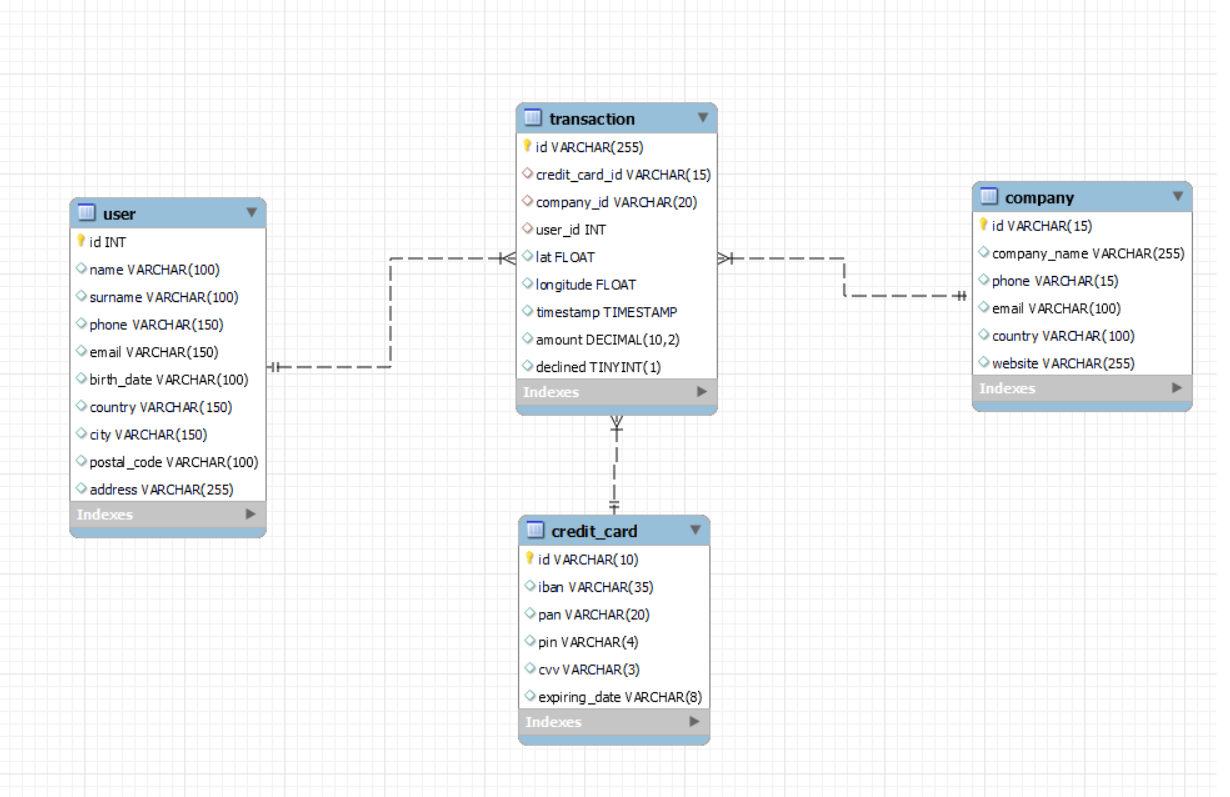 transaction
id VARCHAR(255)
credit_card_id VARCHAR(15)
company_id VARCHAR(20)
user_id INT
lat FLOAT
longitude FLOAT
timestamp TIMESTAMP
amount DECIMAL(10,2)
declined TINYINT(1)
Indexes
user
id INT
name VARCHAR(100)
surname VARCHAR(100)
phone VARCHAR(150)
email VARCHAR(150)
birth_date VARCHAR(100)
country VARCHAR(150)
city VARCHAR(150)
postal_code VARCHAR(100)
address VARCHAR(255)
Indexes
company
id VARCHAR(15)
company_name VARCHAR(255)
phone VARCHAR(15)
email VARCHAR(100)
country VARCHAR(100)
website VARCHAR(255)
Indexes
credit_card
id VARCHAR(10)
iban VARCHAR(35)
pan VARCHAR(20)
pin VARCHAR(4)
cvv VARCHAR(3)
expiring_date VARCHAR(8)
Indexes